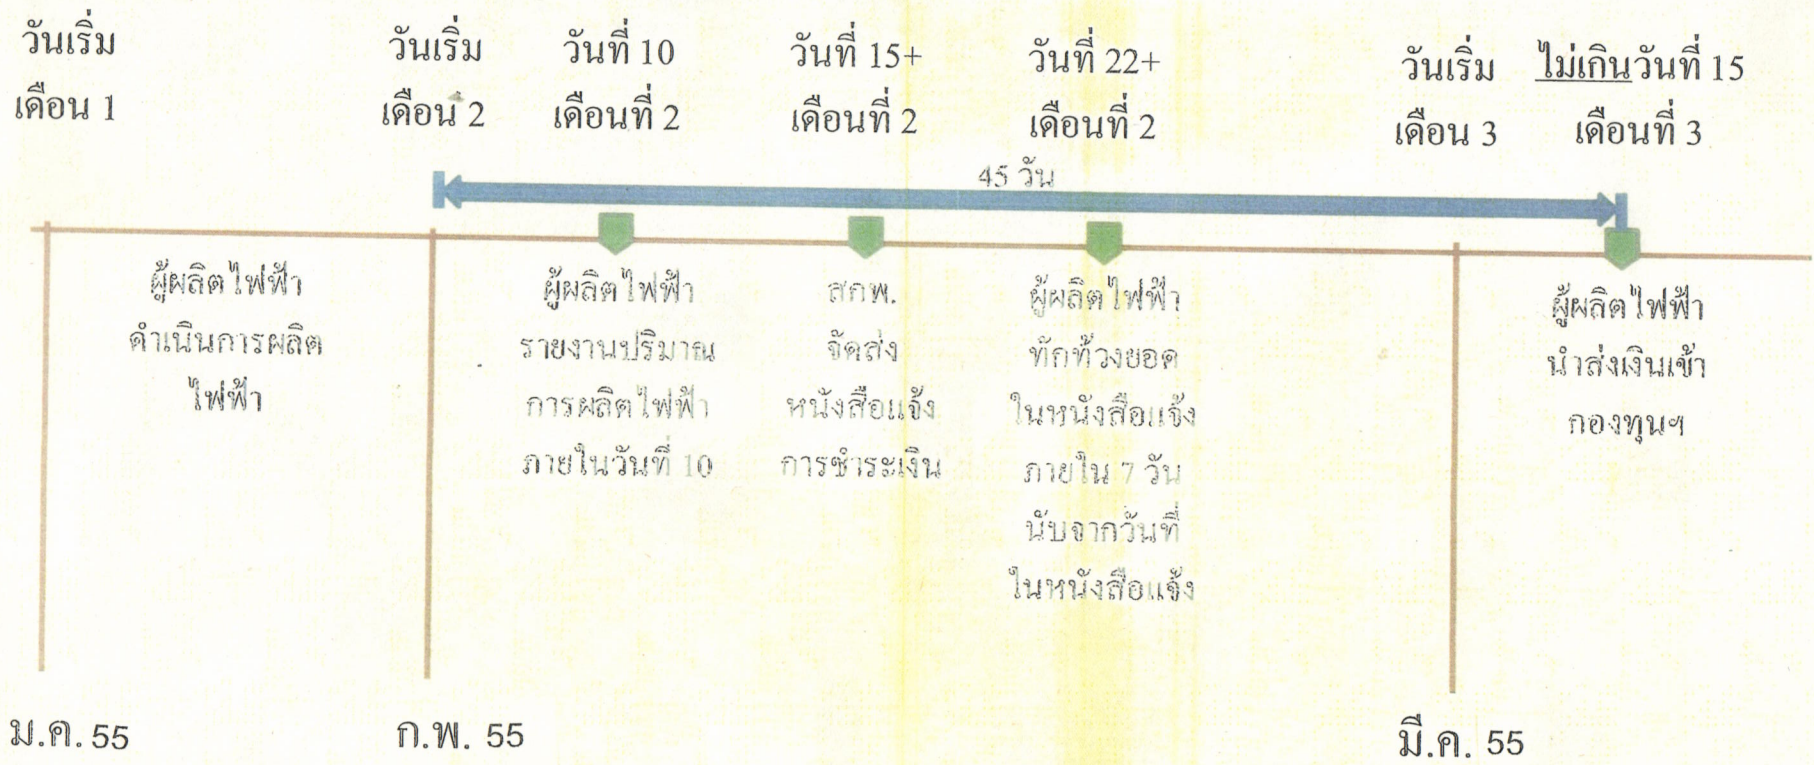 วันเริ่ม
เดือน 1
วันเริ่ม
เดือน 2
วันที่ 10
เดือนที่ 2
วันที่ 15+
เดือนที่ 2
วันที่ 22+
เดือนที่ 2
วันเริ่ม
เดือน 3
ไม่เกินวันที่ 15
เดือนที่ 3
45 วัน
ผู้ผลิตไฟฟ้า
ดำเนินการผลิต
ไฟฟ้า
ผู้ผลิตไฟฟ้า
รายงานปริมาณ
การผลิตไฟฟ้า
ภายในวันที่ 10
สกพ.
จัดส่ง
หนังสือแจ้ง
การชำระเงิน
ผู้ผลิตไฟฟ้า
ทักท้วงยอด
ในหนังสือแจ้ง
ภายใน 7 วัน
นับจากวันที่
ในหนังสือแจ้ง
ผู้ผลิตไฟฟ้า
นำส่งเงินเข้า
กองทุนฯ
ม.ค. 55
ก.พ. 55
มี.ค. 55